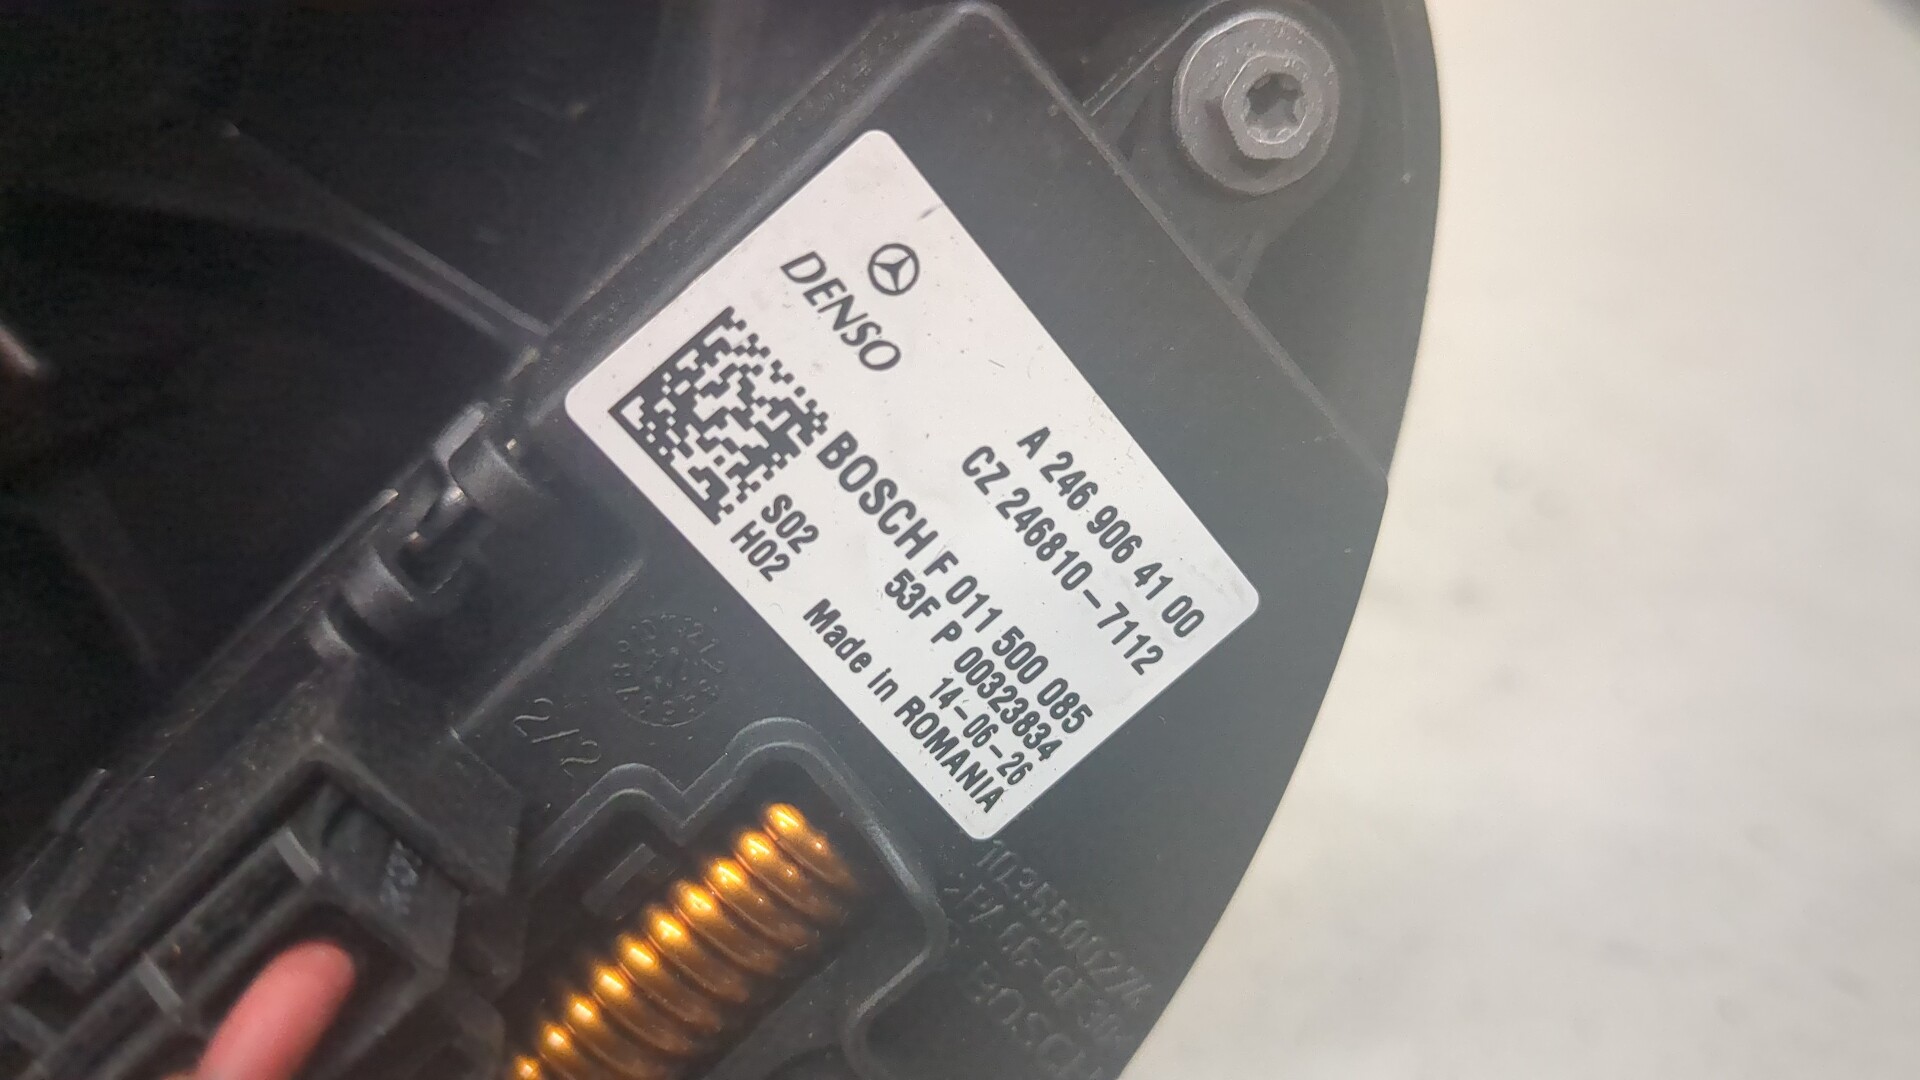 DENSO
A 246 906 41 00
CZ 246810-7112
BOSCH F 011 500 085
S02 53F P 00323834
H02 14-06-26
Made in ROMANIA
2/2